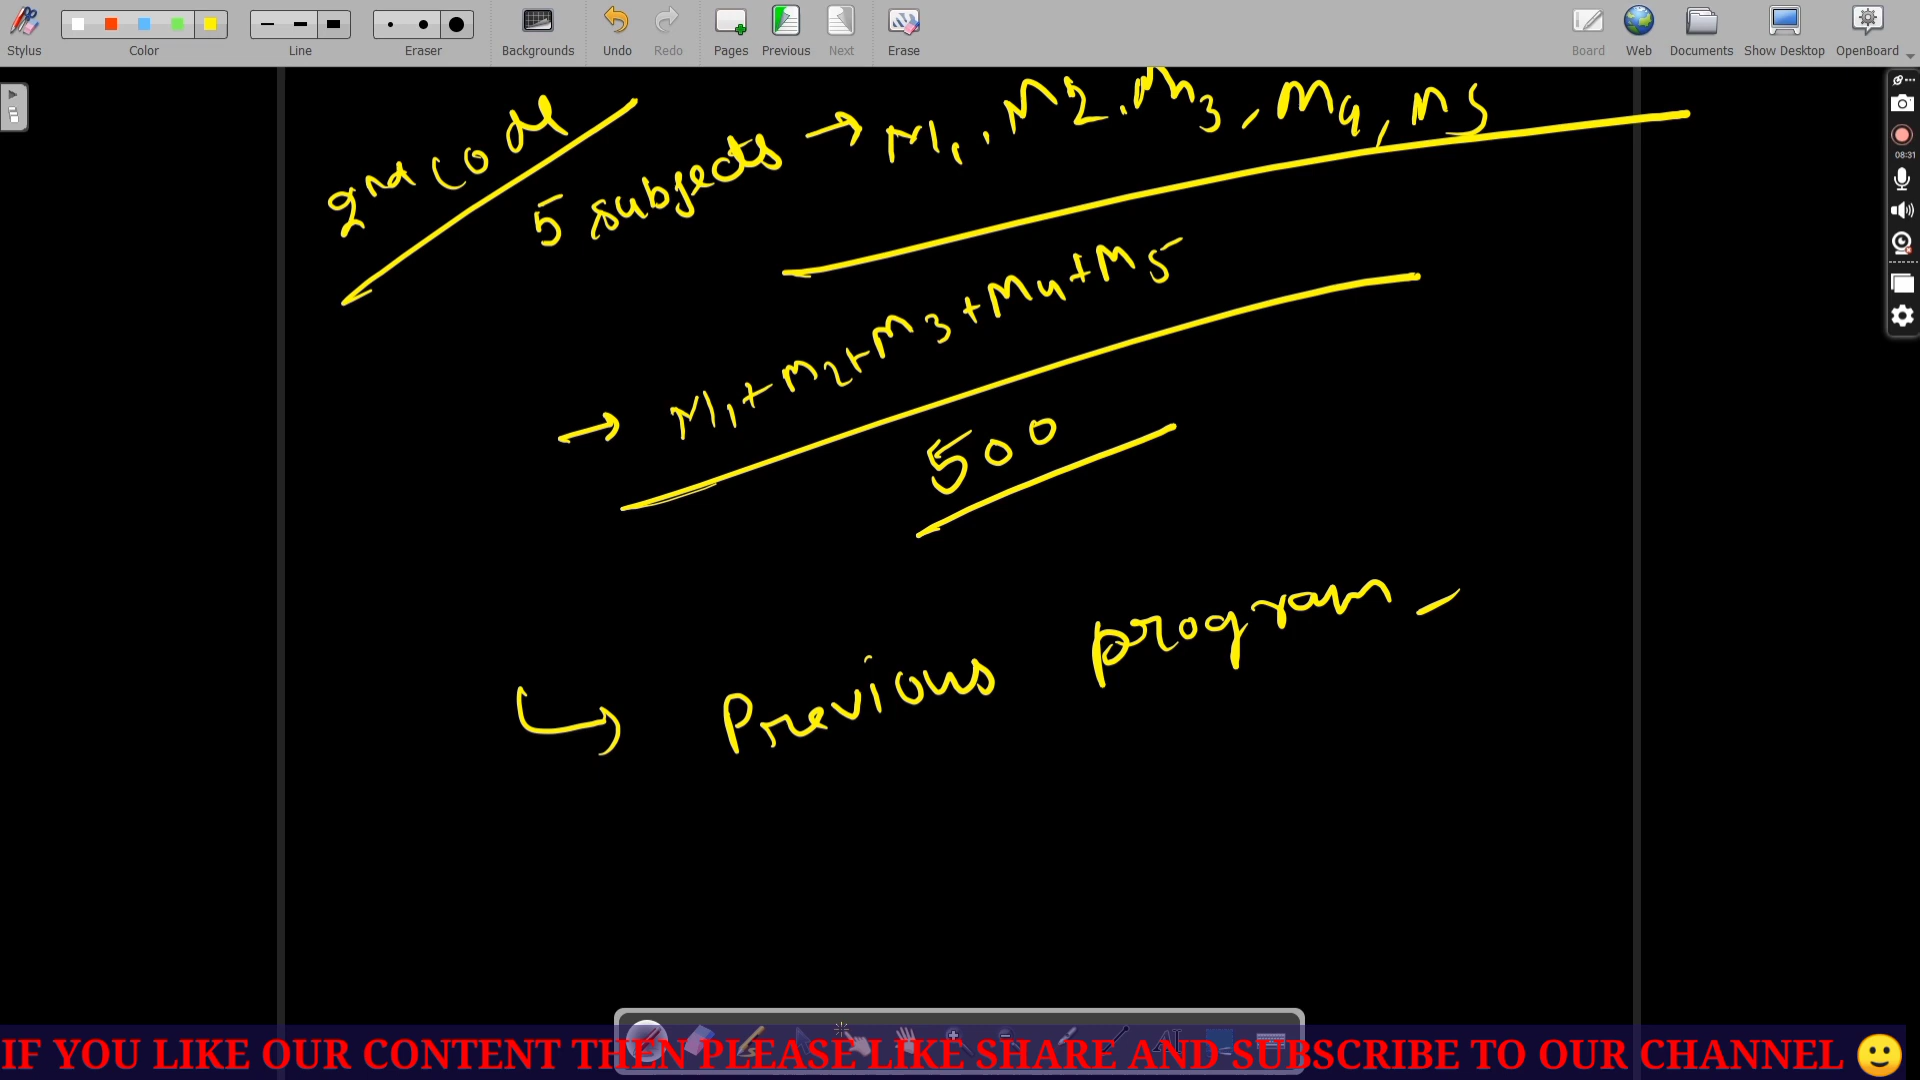 Stylus Color Line Eraser Backgrounds Undo Redo Pages Previous Next Erase Board Web Documents Show Desktop OpenBoard
08:31
2nd code
5 subjects → M1, M2, M3, M4, M5
→ M1+M2+M3+M4+M5
500
Previous program
IF YOU LIKE OUR CONTENT THEN PLEASE LIKE SHARE AND SUBSCRIBE TO OUR CHANNEL 🙂